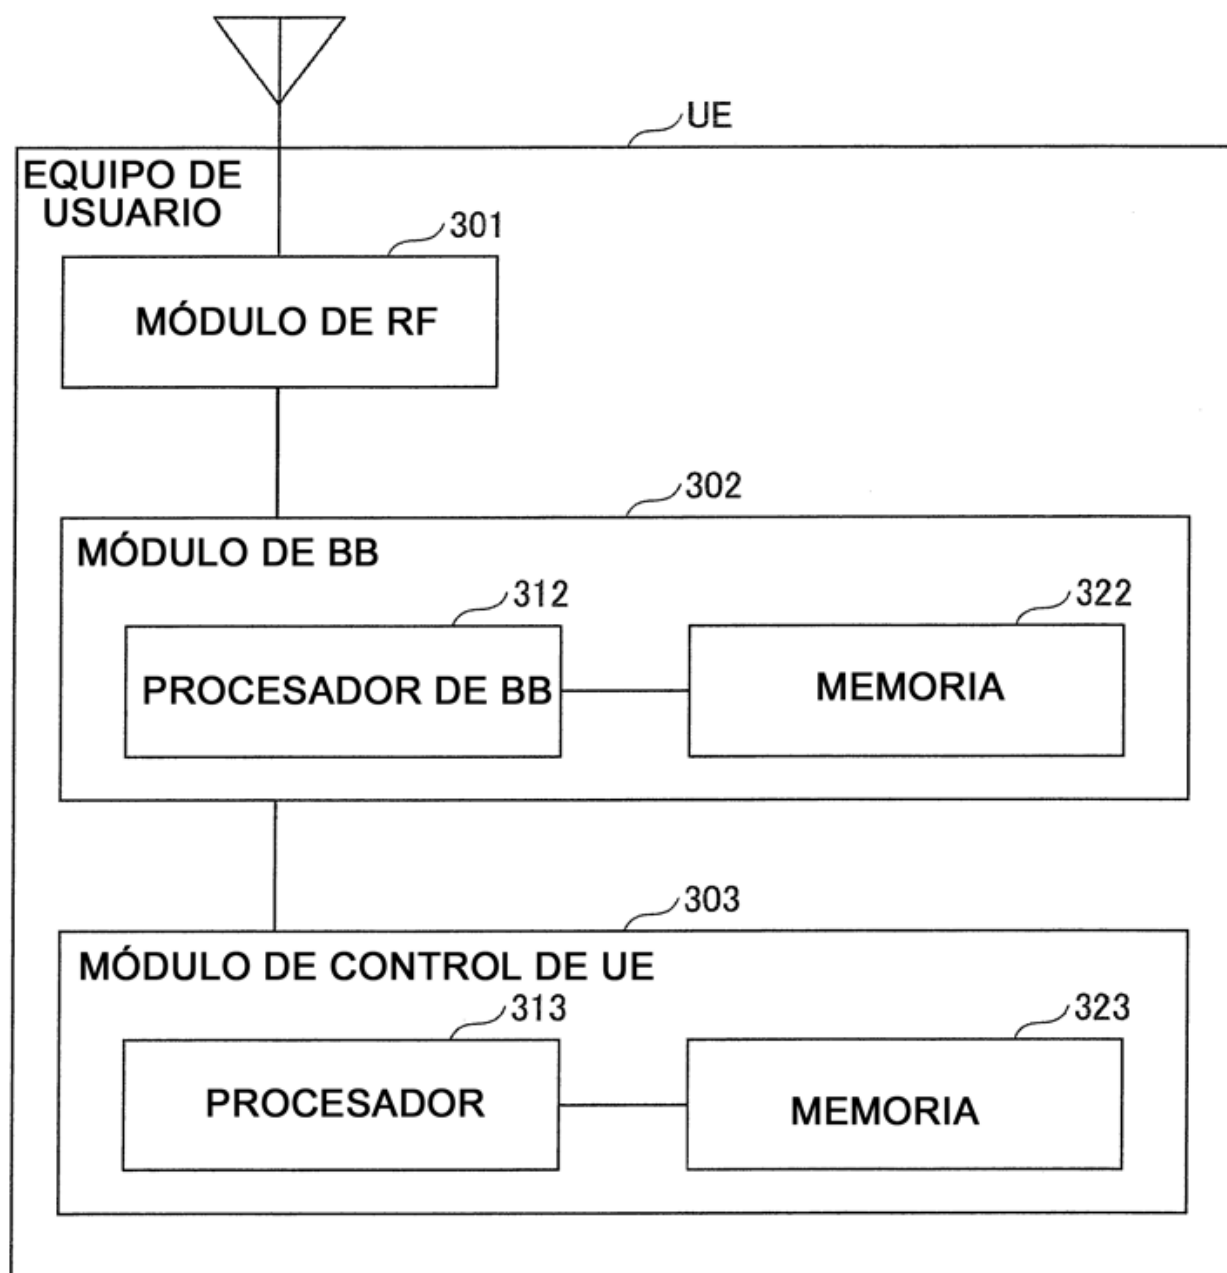 UE
EQUIPO DE
USUARIO
301
MÓDULO DE RF
302
MÓDULO DE BB
312
322
PROCESADOR DE BB
MEMORIA
303
MÓDULO DE CONTROL DE UE
313
323
PROCESADOR
MEMORIA